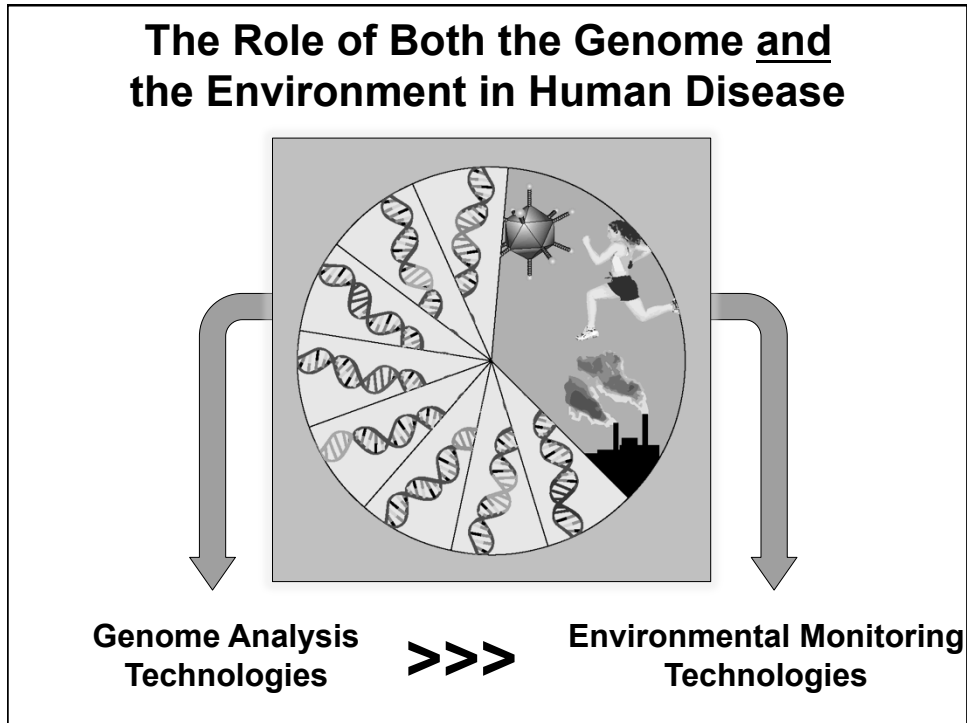 The Role of Both the Genome and
the Environment in Human Disease
Genome Analysis
Technologies
>>>
Environmental Monitoring
Technologies